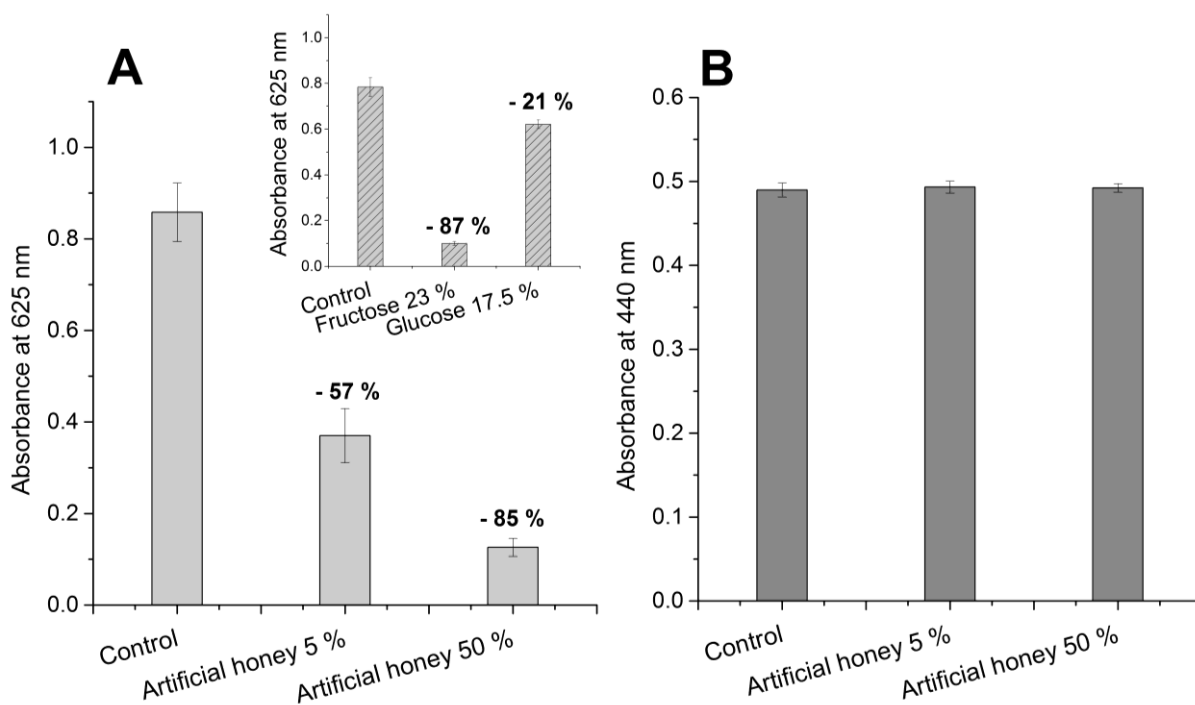 A
Absorbance at 625 nm
1.0
0.8
0.6
0.4
0.2
0.0
- 57 %
- 85 %
Control
Artificial honey 5 %
Artificial honey 50 %
Absorbance at 625 nm
1.0
0.8
0.6
0.4
0.2
0.0
- 87 %
- 21 %
Control
Fructose 23 %
Glucose 17.5 %
B
Absorbance at 440 nm
0.6
0.5
0.4
0.3
0.2
0.1
0.0
Control
Artificial honey 5 %
Artificial honey 50 %